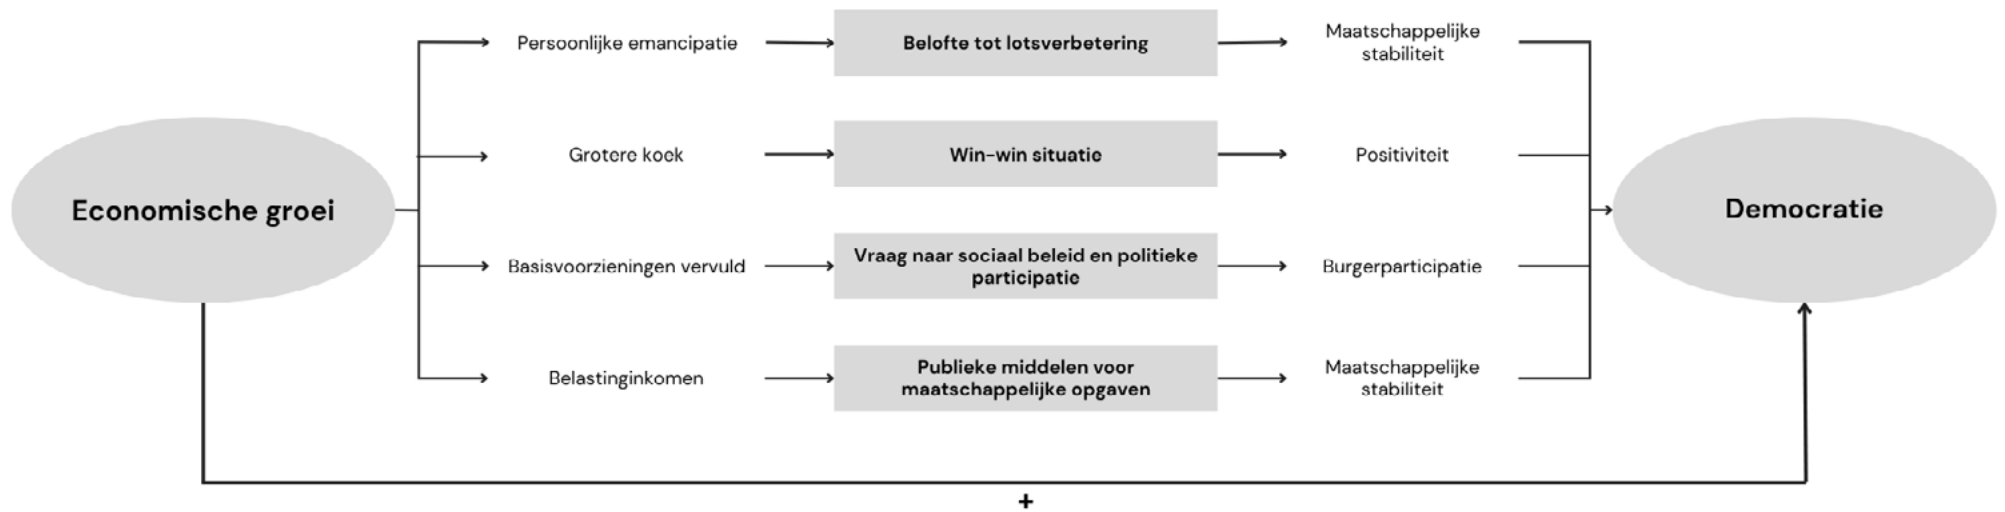 Economische groei
Persoonlijke emancipatie
Belofte tot lotsverbetering
Maatschappelijke
stabiliteit
Grotere koek
Win-win situatie
Positiviteit
Basisvoorzieningen vervuld
Vraag naar sociaal beleid en politieke
participatie
Burgerparticipatie
Belastinginkomen
Publieke middelen voor
maatschappelijke opgaven
Maatschappelijke
stabiliteit
Democratie
+